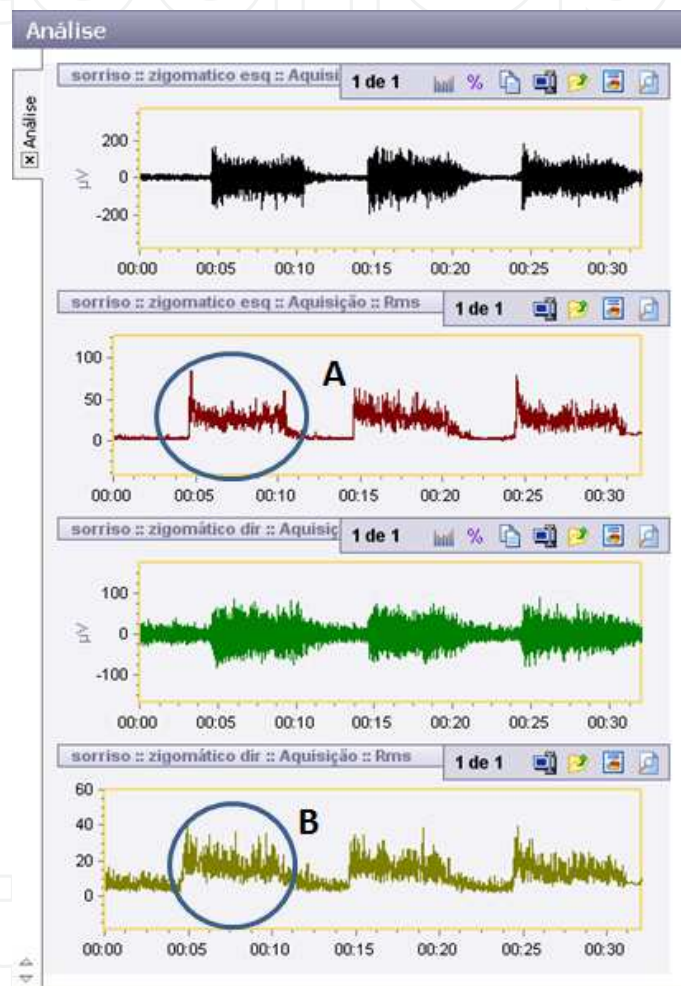 Análise
Análise
sorriso :: zigomatico esq :: Aquisi
1 de 1
%
200
0
-200
µV
00:00 00:05 00:10 00:15 00:20 00:25 00:30
sorriso :: zigomatico esq :: Aquisição :: Rms
1 de 1
100
50
0
A
00:00 00:05 00:10 00:15 00:20 00:25 00:30
sorriso :: zigomático dir :: Aquisiç
1 de 1
%
100
0
-100
µV
00:00 00:05 00:10 00:15 00:20 00:25 00:30
sorriso :: zigomático dir :: Aquisição :: Rms
1 de 1
60
40
20
0
B
00:00 00:05 00:10 00:15 00:20 00:25 00:30